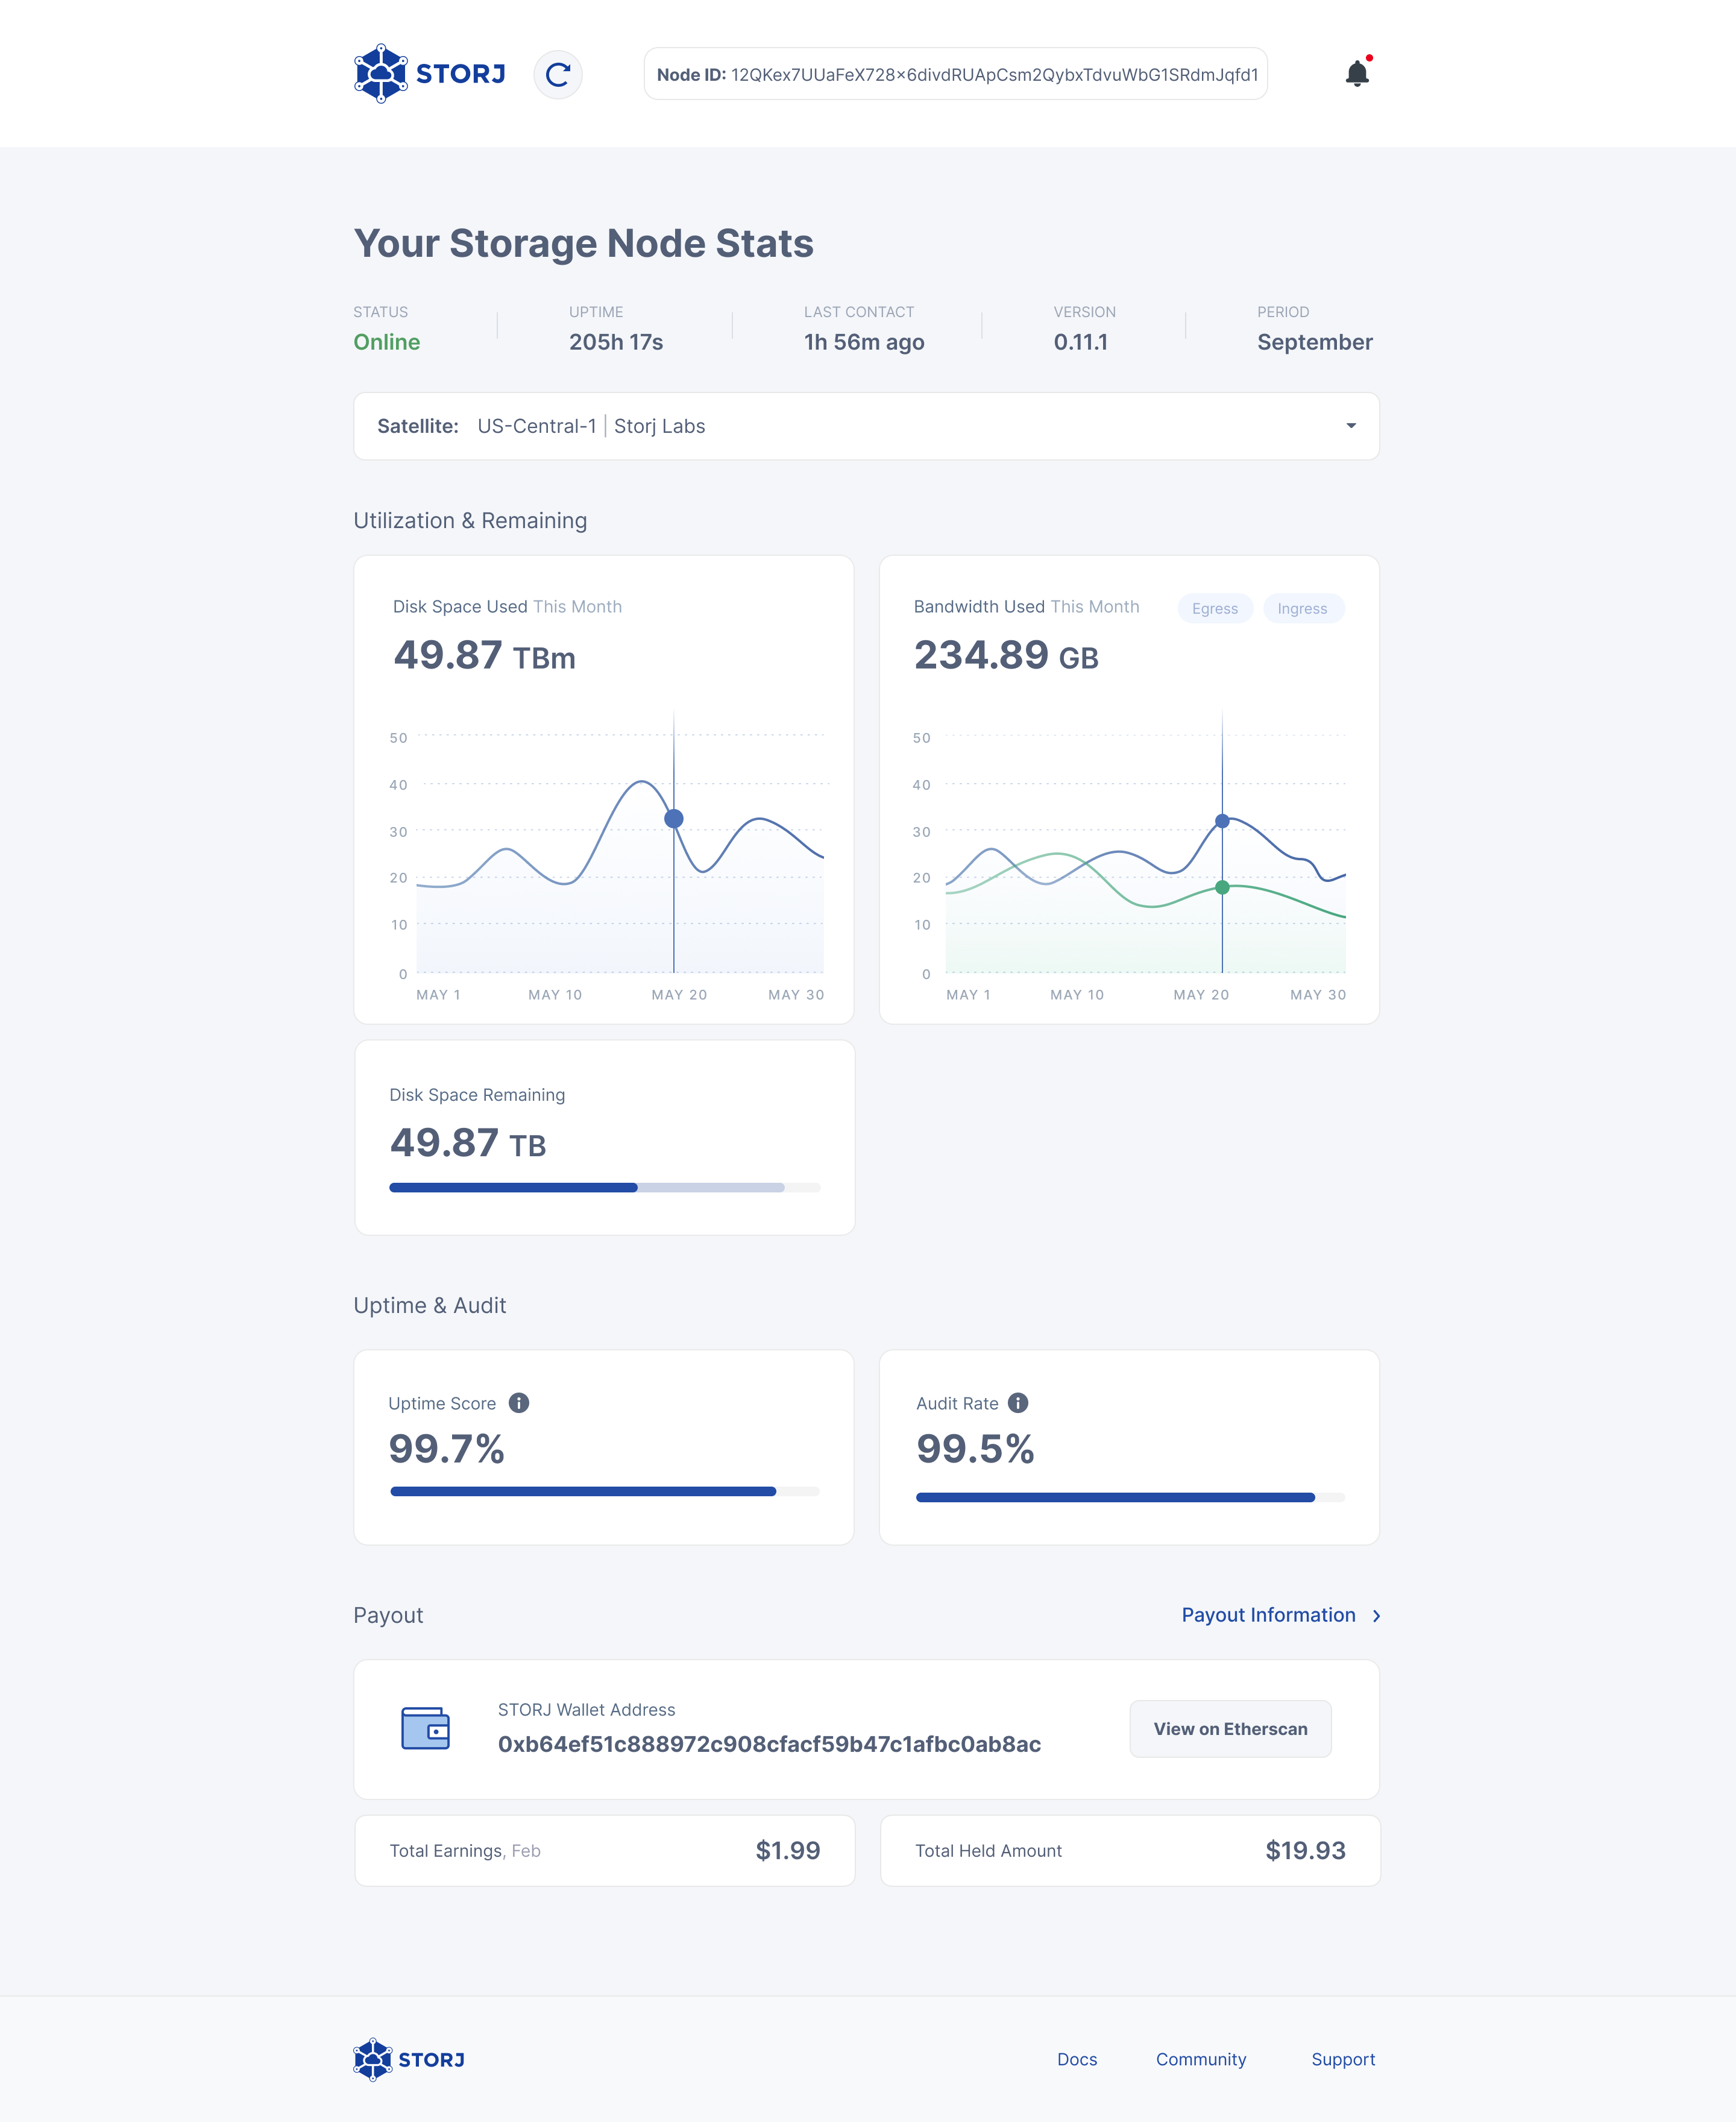 STORJ
Node ID: 12QKex7UUaFeX728x6divdRUApCsm2QybxTdvuWbG1SRdmJqfd1
Your Storage Node Stats
STATUS
Online
UPTIME
205h 17s
LAST CONTACT
1h 56m ago
VERSION
0.11.1
PERIOD
September
Satellite: US-Central-1 | Storj Labs
Utilization & Remaining
Disk Space Used This Month
49.87 TBm
50
40
30
20
10
0
MAY 1 MAY 10 MAY 20 MAY 30
Bandwidth Used This Month
Egress
Ingress
234.89 GB
50
40
30
20
10
0
MAY 1 MAY 10 MAY 20 MAY 30
Disk Space Remaining
49.87 TB
Uptime & Audit
Uptime Score
99.7%
Audit Rate
99.5%
Payout
Payout Information
STORJ Wallet Address
0xb64ef51c888972c908cfacf59b47c1afbc0ab8ac
View on Etherscan
Total Earnings, Feb
$1.99
Total Held Amount
$19.93
STORJ
Docs
Community
Support